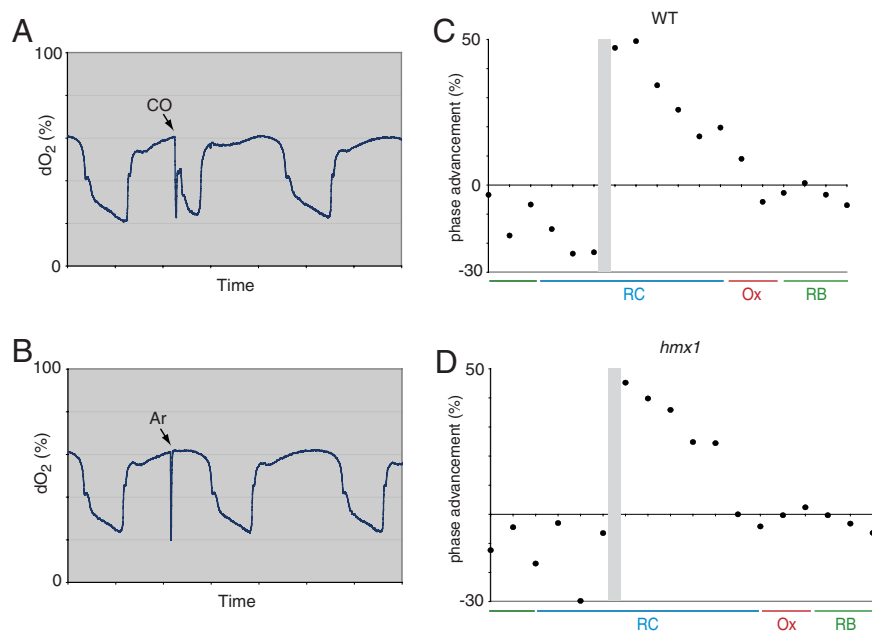 A
100
dO2 (%)
CO
0
Time
B
100
dO2 (%)
Ar
0
Time
C
WT
50
phase advancement (%)
0
-30
RC
Ox
RB
D
hmx1
50
phase advancement (%)
0
-30
RC
Ox
RB